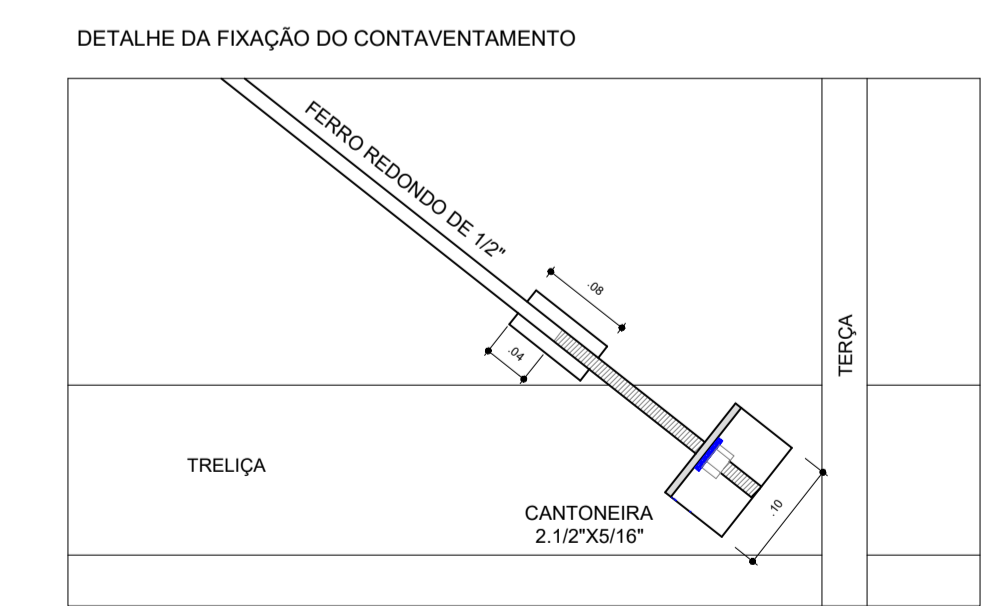 DETALHE DA FIXAÇÃO DO CONTAVENTAMENTO
FERRO REDONDO DE 1/2"
.08
.04
TERÇA
TRELIÇA
CANTONEIRA
2.1/2"X5/16"
.10